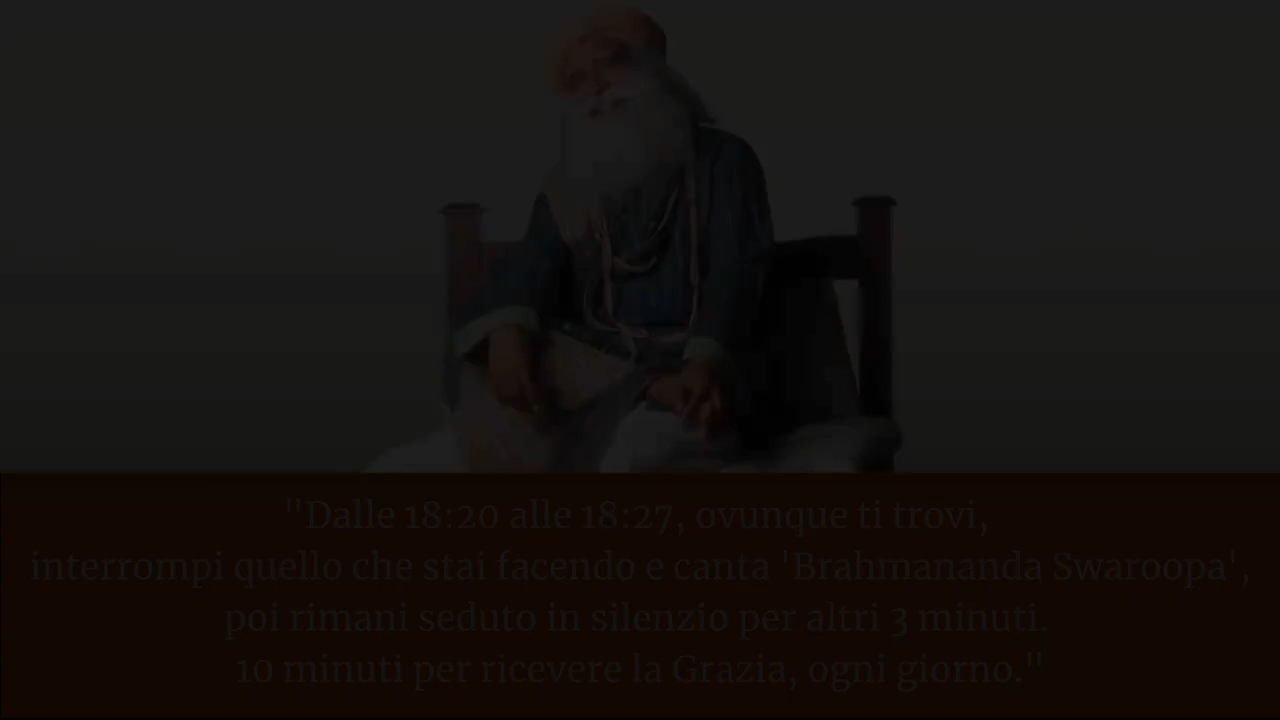 "Dalle 18:20 alle 18:27, ovunque ti trovi,
interrompi quello che stai facendo e canta 'Brahmananda Swaroopa',
poi rimani seduto in silenzio per altri 3 minuti.
10 minuti per ricevere la Grazia, ogni giorno."